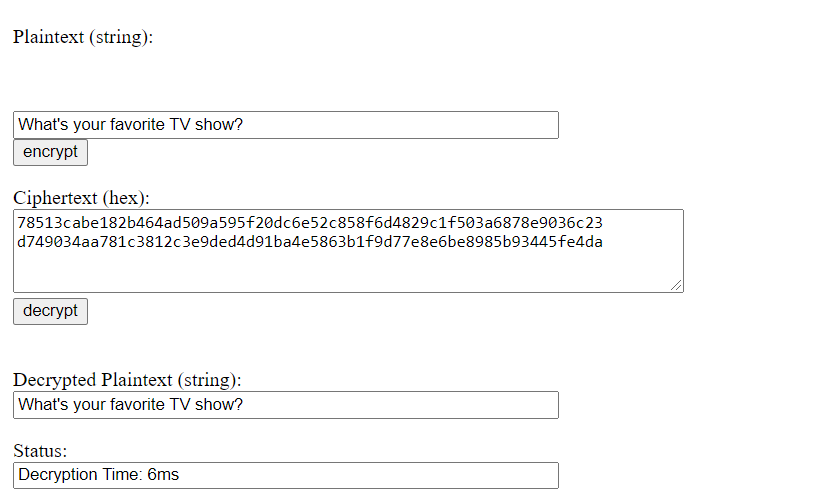 Plaintext (string):
What's your favorite TV show?
encrypt
Ciphertext (hex):
78513cabe182b464ad509a595f20dc6e52c858f6d4829c1f503a6878e9036c23
d749034aa781c3812c3e9ded4d91ba4e5863b1f9d77e8e6be8985b93445fe4da
decrypt
Decrypted Plaintext (string):
What's your favorite TV show?
Status:
Decryption Time: 6ms